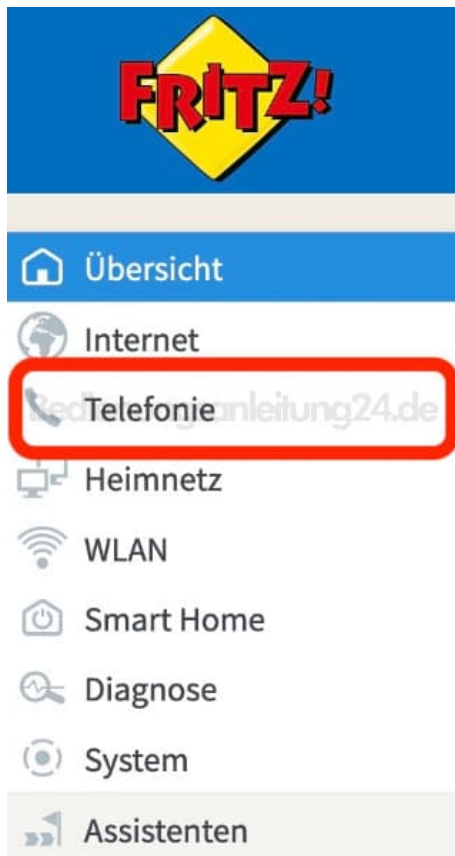 FRITZ!
Übersicht
Internet
Telefonie
Bedienungsanleitung24.de
Heimnetz
WLAN
Smart Home
Diagnose
System
Assistenten